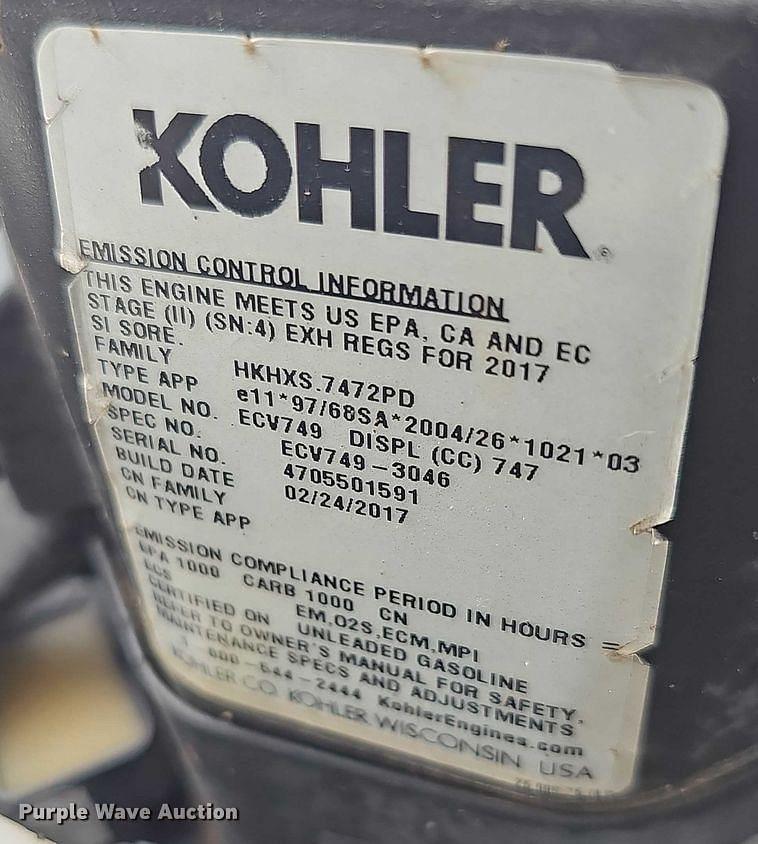 KOHLER®
EMISSION CONTROL INFORMATION
THIS ENGINE MEETS US EPA, CA AND EC
STAGE (II) (SN:4) EXH REGS FOR 2017
SI SORE.
FAMILY HKHXS.7472PD
TYPE APP e11*97/68SA*2004/26*1021*03
MODEL NO. ECV749 DISPL (CC) 747
SPEC NO. ECV749-3046
SERIAL NO. 4705501591
BUILD DATE 02/24/2017
CN FAMILY
CN TYPE APP
EMISSION COMPLIANCE PERIOD IN HOURS =
EPA 1000 CARB 1000 CN
ECS EM,O2S,ECM,MPI
CERTIFIED ON UNLEADED GASOLINE
REFER TO OWNER'S MANUAL FOR SAFETY,
MAINTENANCE SPECS AND ADJUSTMENTS
800-544-2444 KohlerEngines.com
KOHLER CO. KOHLER WISCONSIN USA
Purple Wave Auction